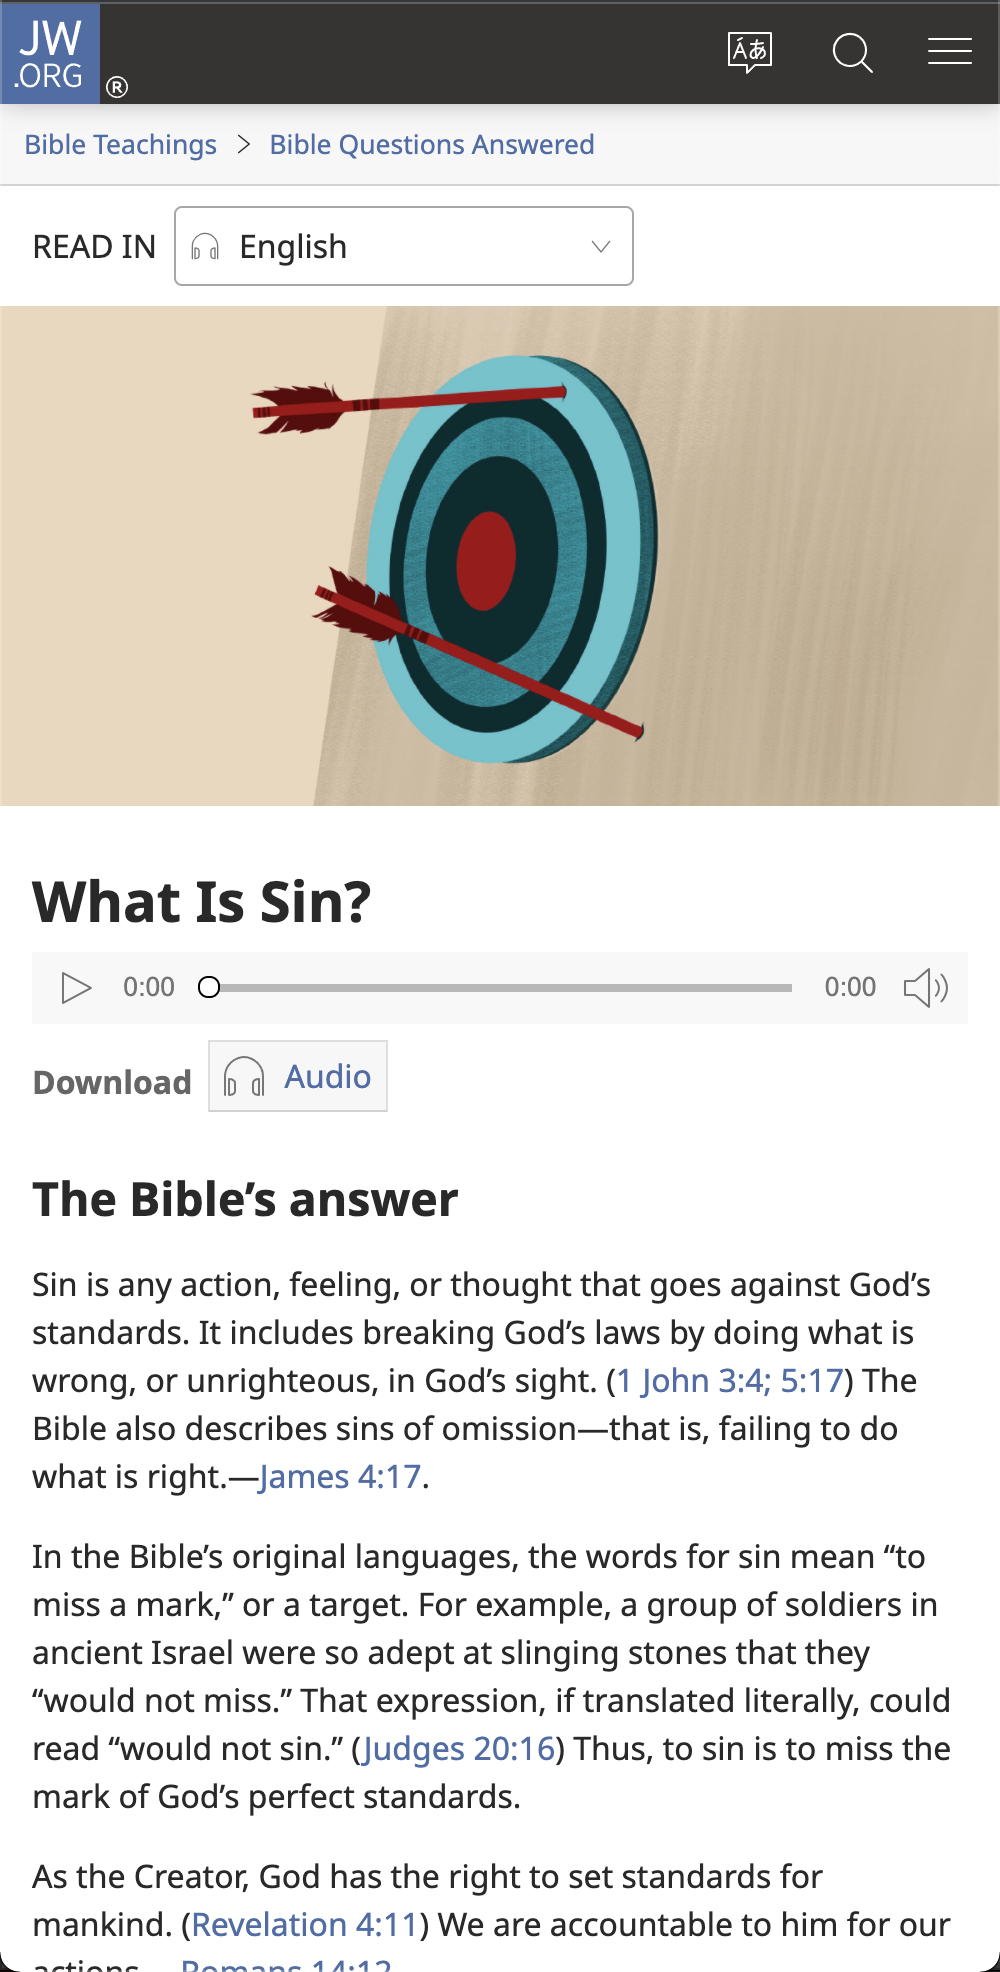 JW
.ORG
®
Áあ
Bible Teachings > Bible Questions Answered
READ IN English
What Is Sin?
0:00 0:00
Download Audio
The Bible’s answer
Sin is any action, feeling, or thought that goes against God’s
standards. It includes breaking God’s laws by doing what is
wrong, or unrighteous, in God’s sight. (1 John 3:4; 5:17) The
Bible also describes sins of omission—that is, failing to do
what is right.—James 4:17.
In the Bible’s original languages, the words for sin mean “to
miss a mark,” or a target. For example, a group of soldiers in
ancient Israel were so adept at slinging stones that they
“would not miss.” That expression, if translated literally, could
read “would not sin.” (Judges 20:16) Thus, to sin is to miss the
mark of God’s perfect standards.
As the Creator, God has the right to set standards for
mankind. (Revelation 4:11) We are accountable to him for our
actions.—Romans 14:12.